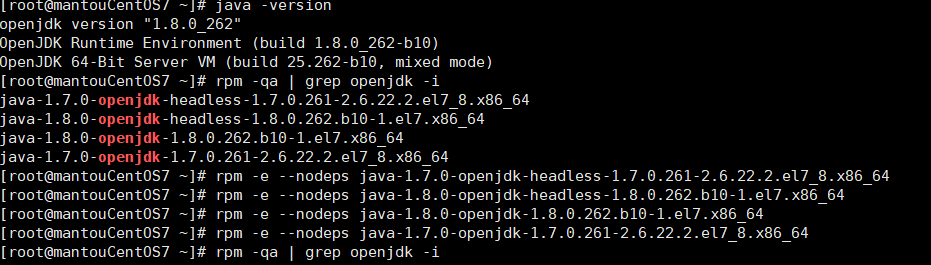 [root@mantouCentOS7 ~]# java -version
openjdk version "1.8.0_262"
OpenJDK Runtime Environment (build 1.8.0_262-b10)
OpenJDK 64-Bit Server VM (build 25.262-b10, mixed mode)
[root@mantouCentOS7 ~]# rpm -qa | grep openjdk -i
java-1.7.0-openjdk-headless-1.7.0.261-2.6.22.2.el7_8.x86_64
java-1.8.0-openjdk-headless-1.8.0.262.b10-1.el7.x86_64
java-1.8.0-openjdk-1.8.0.262.b10-1.el7.x86_64
java-1.7.0-openjdk-1.7.0.261-2.6.22.2.el7_8.x86_64
[root@mantouCentOS7 ~]# rpm -e --nodeps java-1.7.0-openjdk-headless-1.7.0.261-2.6.22.2.el7_8.x86_64
[root@mantouCentOS7 ~]# rpm -e --nodeps java-1.8.0-openjdk-headless-1.8.0.262.b10-1.el7.x86_64
[root@mantouCentOS7 ~]# rpm -e --nodeps java-1.8.0-openjdk-1.8.0.262.b10-1.el7.x86_64
[root@mantouCentOS7 ~]# rpm -e --nodeps java-1.7.0-openjdk-1.7.0.261-2.6.22.2.el7_8.x86_64
[root@mantouCentOS7 ~]# rpm -qa | grep openjdk -i